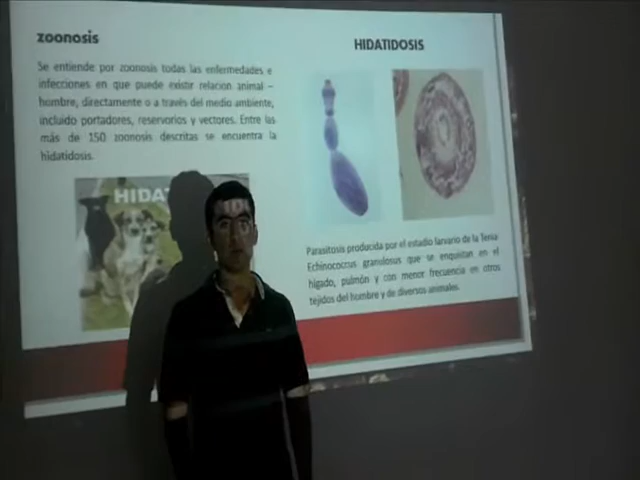 zoonosis
Se entiende por zoonosis todas las enfermedades e
infecciones en que puede existir relacion animal –
hombre, directamente o a través del medio ambiente,
incluido portadores, reservorios y vectores. Entre las
más de 150 zoonosis descritas se encuentra la
hidatidosis.
HIDAT
HIDATIDOSIS
Parasitosis producida por el estadio larvario de la Tenia
Echinococcus granulosus que se enquistan en el
hígado, pulmón y con menor frecuencia en otros
tejidos del hombre y de diversos animales.